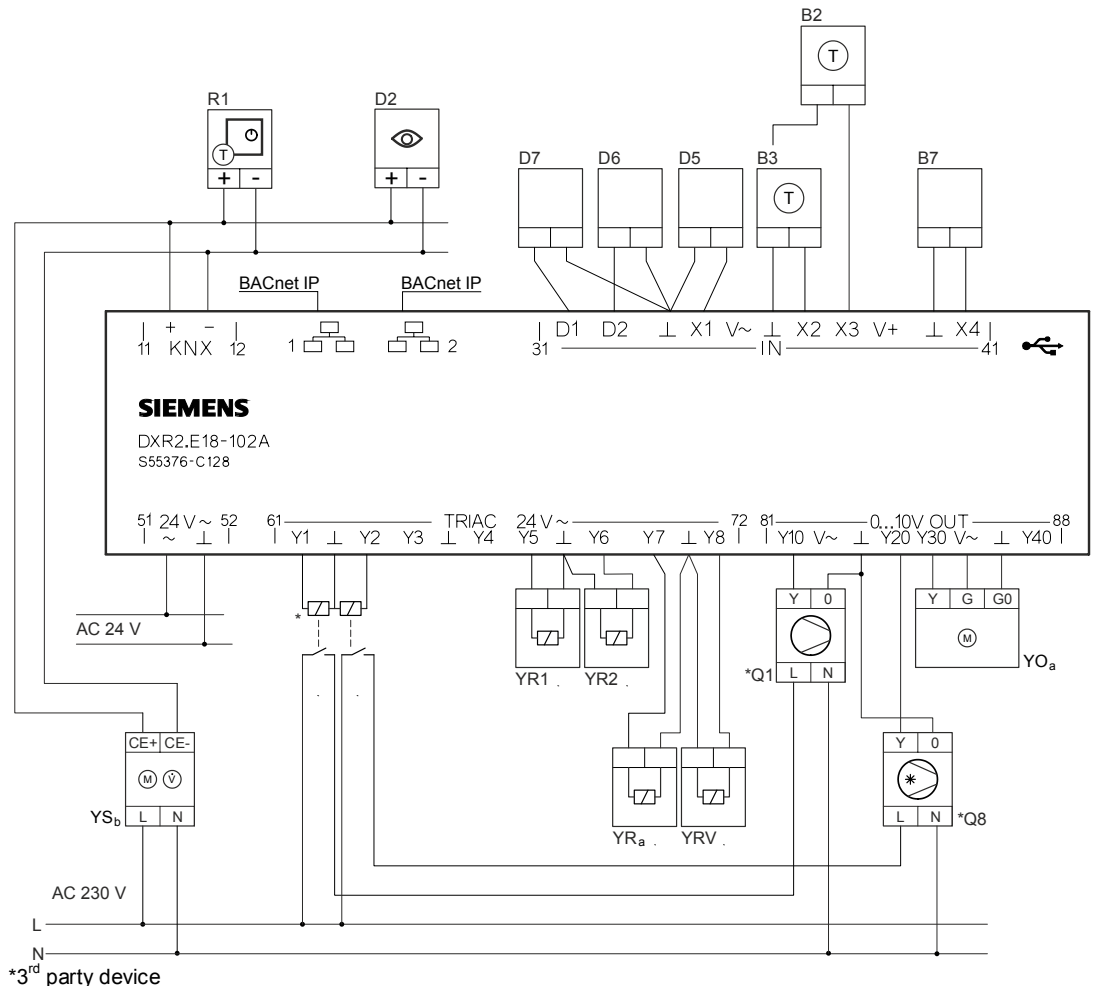 B2
T
R1 D2
T
+ - + -
D7 D6 D5 B3 B7
T
BACnet IP BACnet IP
11 + KNX - 12 1 2 31 D1 D2 ⊥ X1 V~ ⊥ X2 X3 V+ ⊥ X4 41
IN
SIEMENS
DXR2.E18-102A
S55376-C128
51 24 V ~ 52 61 TRIAC 24 V ~ 72 81 0...10V OUT 88
~ ⊥ Y1 ⊥ Y2 Y3 ⊥ Y4 Y5 ⊥ Y6 Y7 ⊥ Y8 Y10 V~ ⊥ Y20 Y30 V~ ⊥ Y40
AC 24 V
*
Y 0 Y G G0
M
YR1 . YR2 . *Q1 L N YOa
CE+ CE- Y 0
M V̇
YSb L N L N *Q8
YRa . YRV .
AC 230 V
L
N
*3rd party device